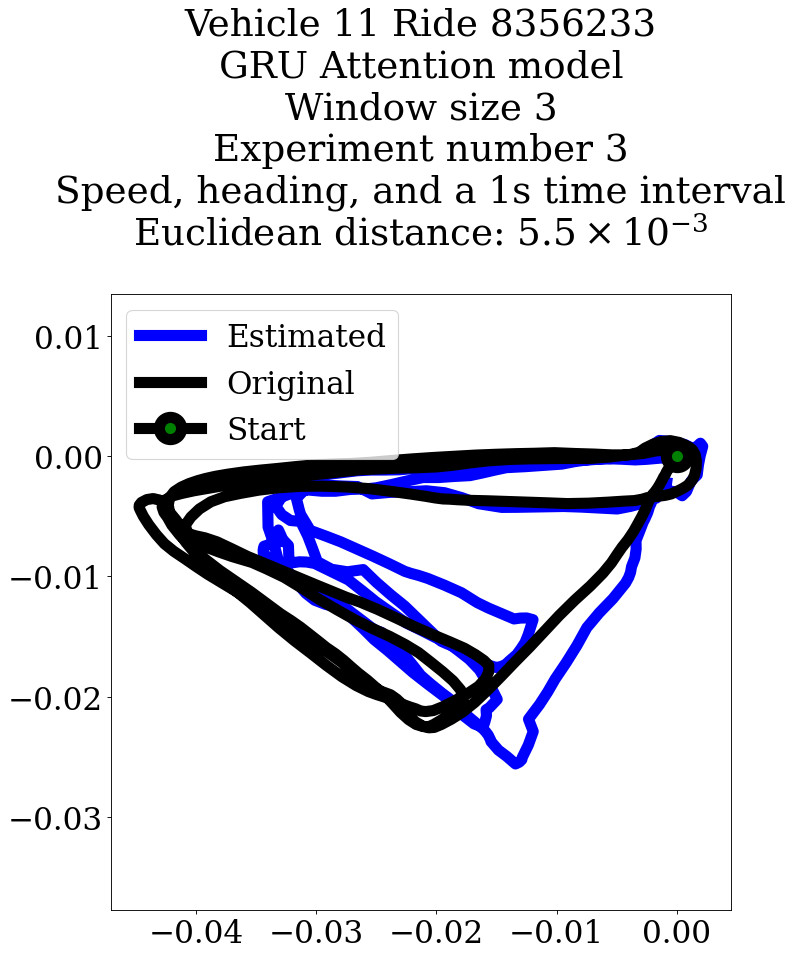 Vehicle 11 Ride 8356233
GRU Attention model
Window size 3
Experiment number 3
Speed, heading, and a 1s time interval
Euclidean distance: 5.5 × 10⁻³
Estimated
Original
Start
0.01
0.00
−0.01
−0.02
−0.03
−0.04 −0.03 −0.02 −0.01 0.00